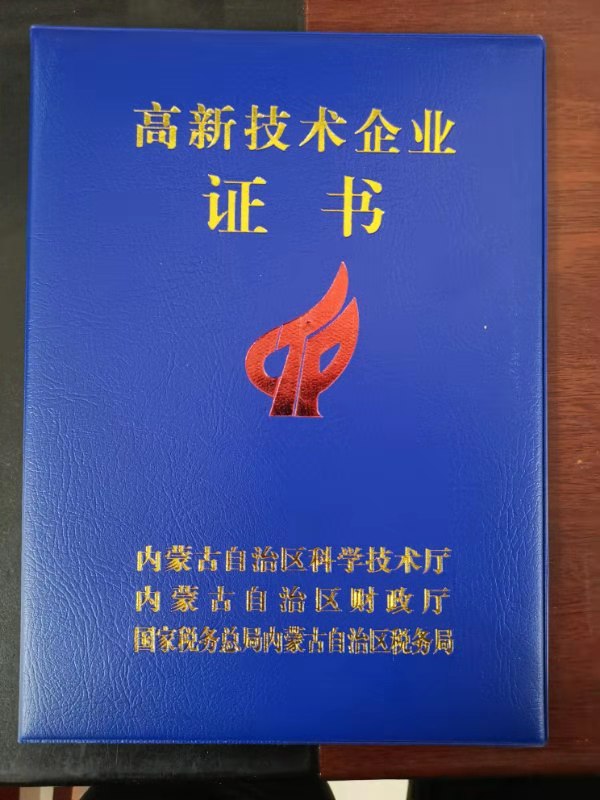 高新技术企业
证书
内蒙古自治区科学技术厅
内蒙古自治区财政厅
国家税务总局内蒙古自治区税务局